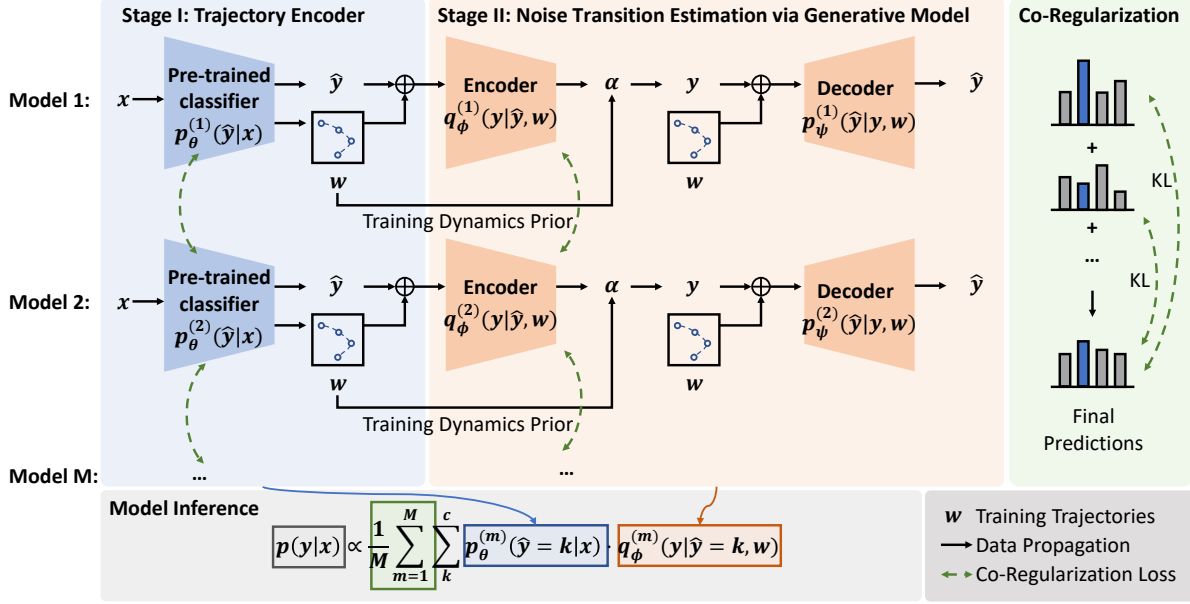 Stage I: Trajectory Encoder
Stage II: Noise Transition Estimation via Generative Model
Co-Regularization
Model 1:
x
Pre-trained
classifier
p_θ^(1)(ŷ|x)
ŷ
w
Encoder
q_ϕ^(1)(y|ŷ, w)
α
y
w
Decoder
p_ψ^(1)(ŷ|y, w)
ŷ
Training Dynamics Prior
Model 2:
x
Pre-trained
classifier
p_θ^(2)(ŷ|x)
ŷ
w
Encoder
q_ϕ^(2)(y|ŷ, w)
α
y
w
Decoder
p_ψ^(2)(ŷ|y, w)
ŷ
Training Dynamics Prior
Model M:
...
...
+
+
...
KL
KL
Final
Predictions
Model Inference
p(y|x) ∝ 1/M ∑_{m=1}^{M} ∑_{k}^{c} p_θ^(m)(ŷ = k|x) · q_ϕ^(m)(y|ŷ = k, w)
w Training Trajectories
Data Propagation
Co-Regularization Loss